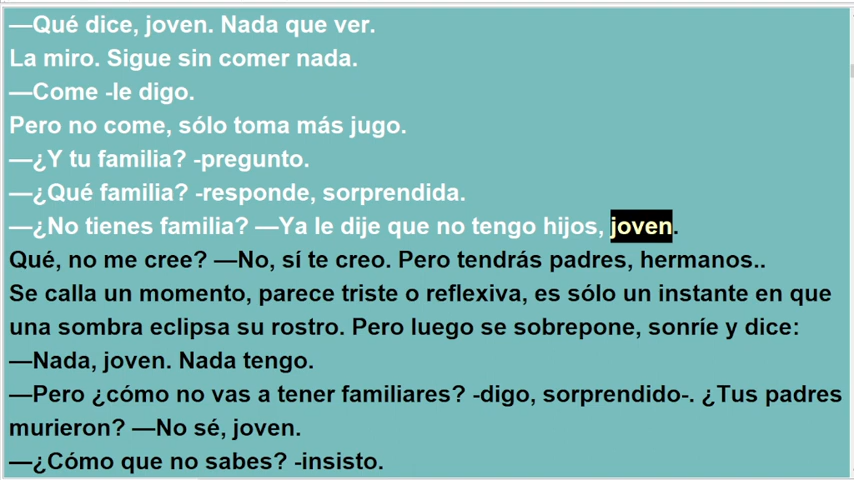 —Qué dice, joven. Nada que ver.
La miro. Sigue sin comer nada.
—Come -le digo.
Pero no come, sólo toma más jugo.
—¿Y tu familia? -pregunto.
—¿Qué familia? -responde, sorprendida.
—¿No tienes familia? —Ya le dije que no tengo hijos, joven.
Qué, no me cree? —No, sí te creo. Pero tendrás padres, hermanos..
Se calla un momento, parece triste o reflexiva, es sólo un instante en que
una sombra eclipsa su rostro. Pero luego se sobrepone, sonríe y dice:
—Nada, joven. Nada tengo.
—Pero ¿cómo no vas a tener familiares? -digo, sorprendido-. ¿Tus padres
murieron? —No sé, joven.
—¿Cómo que no sabes? -insisto.